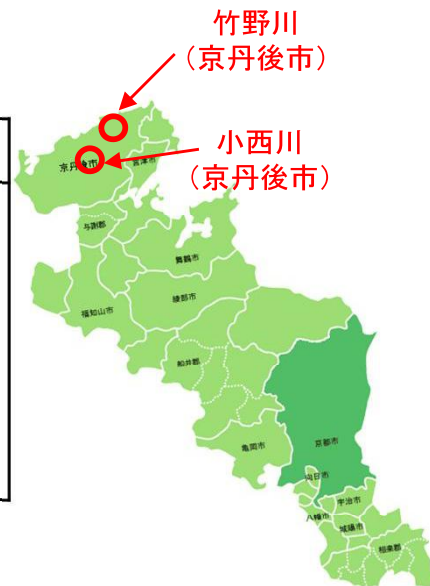 竹野川
（京丹後市）
小西川
（京丹後市）
京丹後市
宮津市
与謝郡
舞鶴市
綾部市
福知山市
船井郡
亀岡市
京都市
向日市
宇治市
八幡市
城陽市
相楽郡